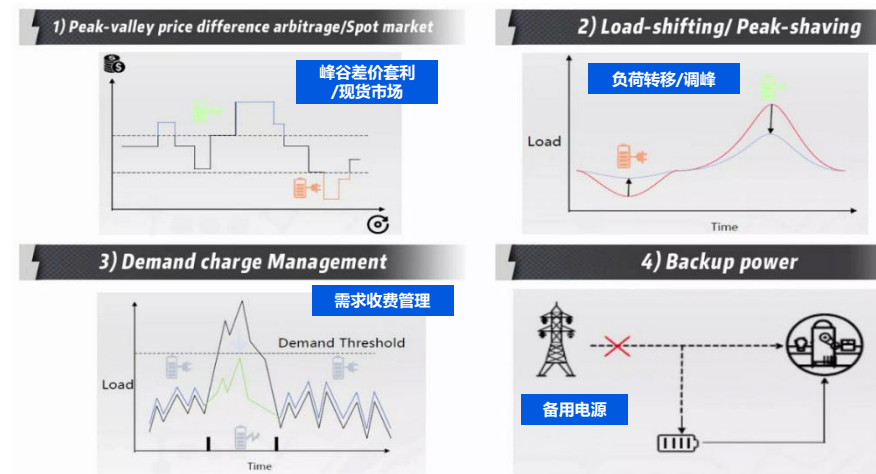 1) Peak-valley price difference arbitrage/Spot market
峰谷差价套利
/现货市场
2) Load-shifting/ Peak-shaving
负荷转移/调峰
Load
Time
3) Demand charge Management
需求收费管理
Demand Threshold
Load
Time
4) Backup power
备用电源